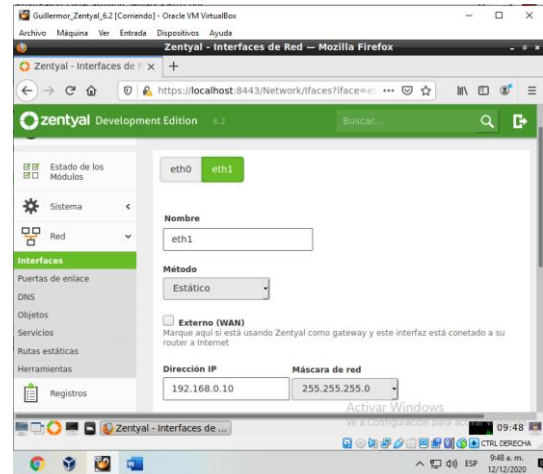 Guillermor_Zentyal_6.2 [Corriendo] - Oracle VM VirtualBox
Archivo Máquina Ver Entrada Dispositivos Ayuda
Zentyal - Interfaces de Red — Mozilla Firefox
Zentyal - Interfaces de R
https://localhost:8443/Network/Ifaces?iface=et
zentyal Development Edition 6.2
Buscar...
Estado de los
Módulos
Sistema
Red
Interfaces
Puertas de enlace
DNS
Objetos
Servicios
Rutas estáticas
Herramientas
Registros
eth0 eth1
Nombre
eth1
Método
Estático
Externo (WAN)
Marque aquí si está usando Zentyal como gateway y este interfaz está conetado a su
router a Internet
Dirección IP Máscara de red
192.168.0.10 255.255.255.0
Activar Windows
Ve a Configuración para
Zentyal - Interfaces de ...
09:48
CTRL DERECHA
ESP
9:48 a. m.
12/12/2020